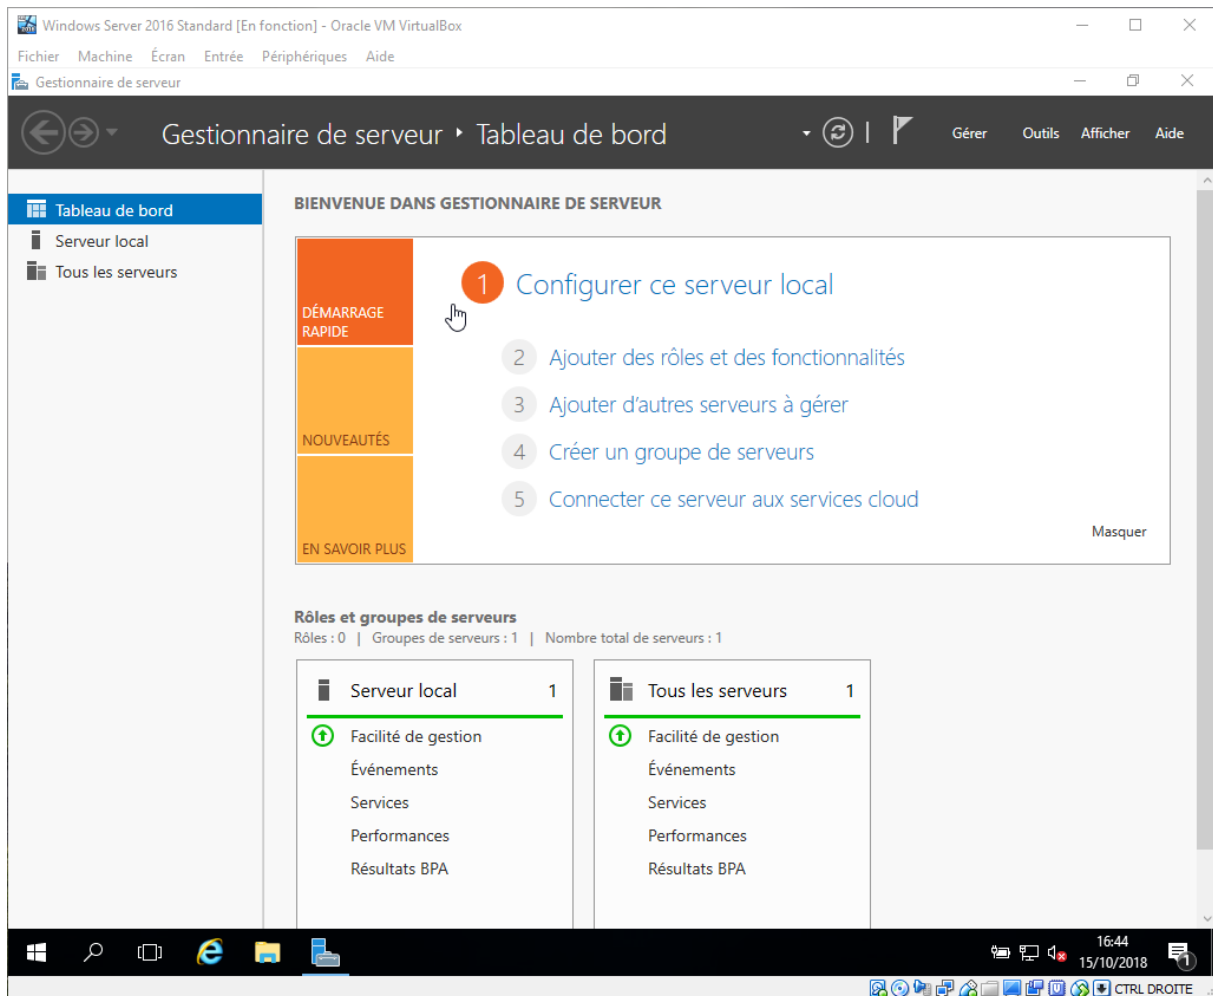 Windows Server 2016 Standard [En fonction] - Oracle VM VirtualBox
Fichier Machine Écran Entrée Périphériques Aide
Gestionnaire de serveur
Gestionnaire de serveur ‣ Tableau de bord
Gérer Outils Afficher Aide
Tableau de bord
Serveur local
Tous les serveurs
BIENVENUE DANS GESTIONNAIRE DE SERVEUR
DÉMARRAGE
RAPIDE
NOUVEAUTÉS
EN SAVOIR PLUS
1 Configurer ce serveur local
2 Ajouter des rôles et des fonctionnalités
3 Ajouter d’autres serveurs à gérer
4 Créer un groupe de serveurs
5 Connecter ce serveur aux services cloud
Masquer
Rôles et groupes de serveurs
Rôles : 0 | Groupes de serveurs : 1 | Nombre total de serveurs : 1
Serveur local 1
Facilité de gestion
Événements
Services
Performances
Résultats BPA
Tous les serveurs 1
Facilité de gestion
Événements
Services
Performances
Résultats BPA
16:44
15/10/2018
1
CTRL DROITE